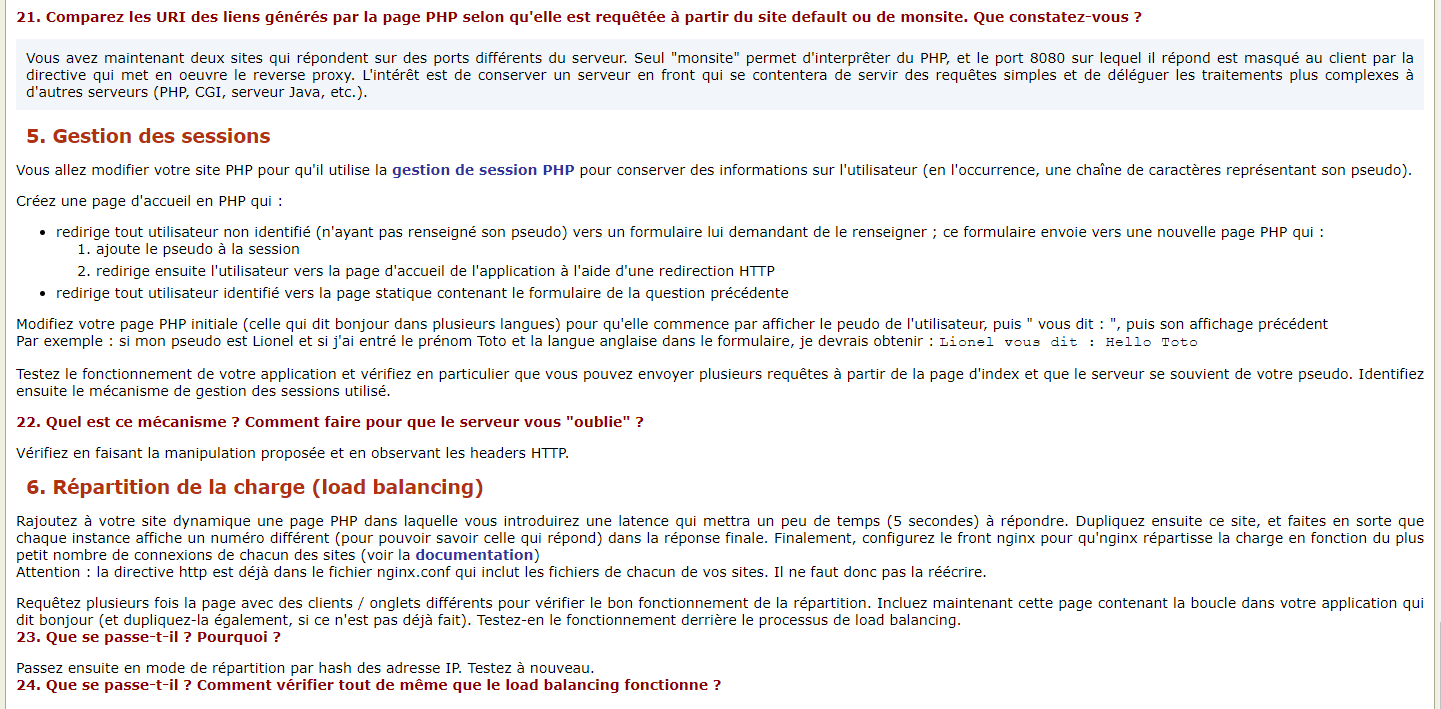 21. Comparez les URI des liens générés par la page PHP selon qu'elle est requêtée à partir du site default ou de monsite. Que constatez-vous ?
Vous avez maintenant deux sites qui répondent sur des ports différents du serveur. Seul "monsite" permet d'interprêter du PHP, et le port 8080 sur lequel il répond est masqué au client par la
directive qui met en oeuvre le reverse proxy. L'intérêt est de conserver un serveur en front qui se contentera de servir des requêtes simples et de déléguer les traitements plus complexes à
d'autres serveurs (PHP, CGI, serveur Java, etc.).
5. Gestion des sessions
Vous allez modifier votre site PHP pour qu'il utilise la gestion de session PHP pour conserver des informations sur l'utilisateur (en l'occurrence, une chaîne de caractères représentant son pseudo).
Créez une page d'accueil en PHP qui :
• redirige tout utilisateur non identifié (n'ayant pas renseigné son pseudo) vers un formulaire lui demandant de le renseigner ; ce formulaire envoie vers une nouvelle page PHP qui :
1. ajoute le pseudo à la session
2. redirige ensuite l'utilisateur vers la page d'accueil de l'application à l'aide d'une redirection HTTP
• redirige tout utilisateur identifié vers la page statique contenant le formulaire de la question précédente
Modifiez votre page PHP initiale (celle qui dit bonjour dans plusieurs langues) pour qu'elle commence par afficher le peudo de l'utilisateur, puis " vous dit : ", puis son affichage précédent
Par exemple : si mon pseudo est Lionel et si j'ai entré le prénom Toto et la langue anglaise dans le formulaire, je devrais obtenir : Lionel vous dit : Hello Toto
Testez le fonctionnement de votre application et vérifiez en particulier que vous pouvez envoyer plusieurs requêtes à partir de la page d'index et que le serveur se souvient de votre pseudo. Identifiez
ensuite le mécanisme de gestion des sessions utilisé.
22. Quel est ce mécanisme ? Comment faire pour que le serveur vous "oublie" ?
Vérifiez en faisant la manipulation proposée et en observant les headers HTTP.
6. Répartition de la charge (load balancing)
Rajoutez à votre site dynamique une page PHP dans laquelle vous introduirez une latence qui mettra un peu de temps (5 secondes) à répondre. Dupliquez ensuite ce site, et faites en sorte que
chaque instance affiche un numéro différent (pour pouvoir savoir celle qui répond) dans la réponse finale. Finalement, configurez le front nginx pour qu'nginx répartisse la charge en fonction du plus
petit nombre de connexions de chacun des sites (voir la documentation)
Attention : la directive http est déjà dans le fichier nginx.conf qui inclut les fichiers de chacun de vos sites. Il ne faut donc pas la réécrire.
Requêtez plusieurs fois la page avec des clients / onglets différents pour vérifier le bon fonctionnement de la répartition. Incluez maintenant cette page contenant la boucle dans votre application qui
dit bonjour (et dupliquez-la également, si ce n'est pas déjà fait). Testez-en le fonctionnement derrière le processus de load balancing.
23. Que se passe-t-il ? Pourquoi ?
Passez ensuite en mode de répartition par hash des adresse IP. Testez à nouveau.
24. Que se passe-t-il ? Comment vérifier tout de même que le load balancing fonctionne ?